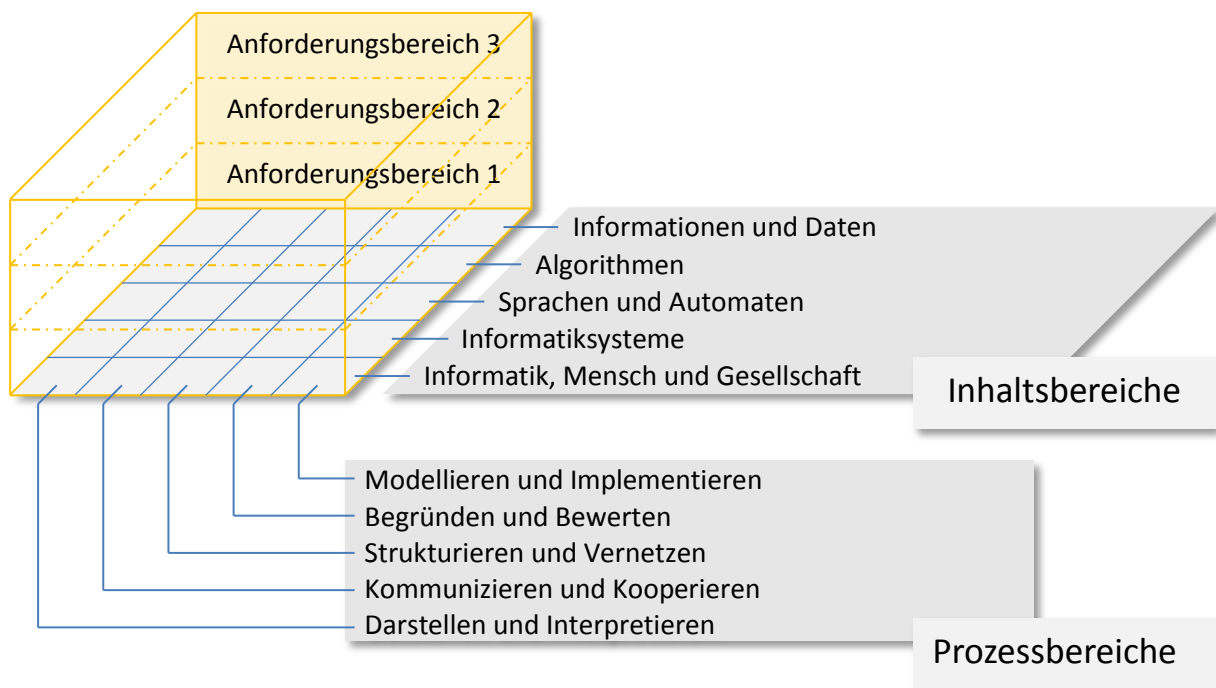 Anforderungsbereich 3
Anforderungsbereich 2
Anforderungsbereich 1
Informationen und Daten
Algorithmen
Sprachen und Automaten
Informatiksysteme
Informatik, Mensch und Gesellschaft
Inhaltsbereiche
Modellieren und Implementieren
Begründen und Bewerten
Strukturieren und Vernetzen
Kommunizieren und Kooperieren
Darstellen und Interpretieren
Prozessbereiche